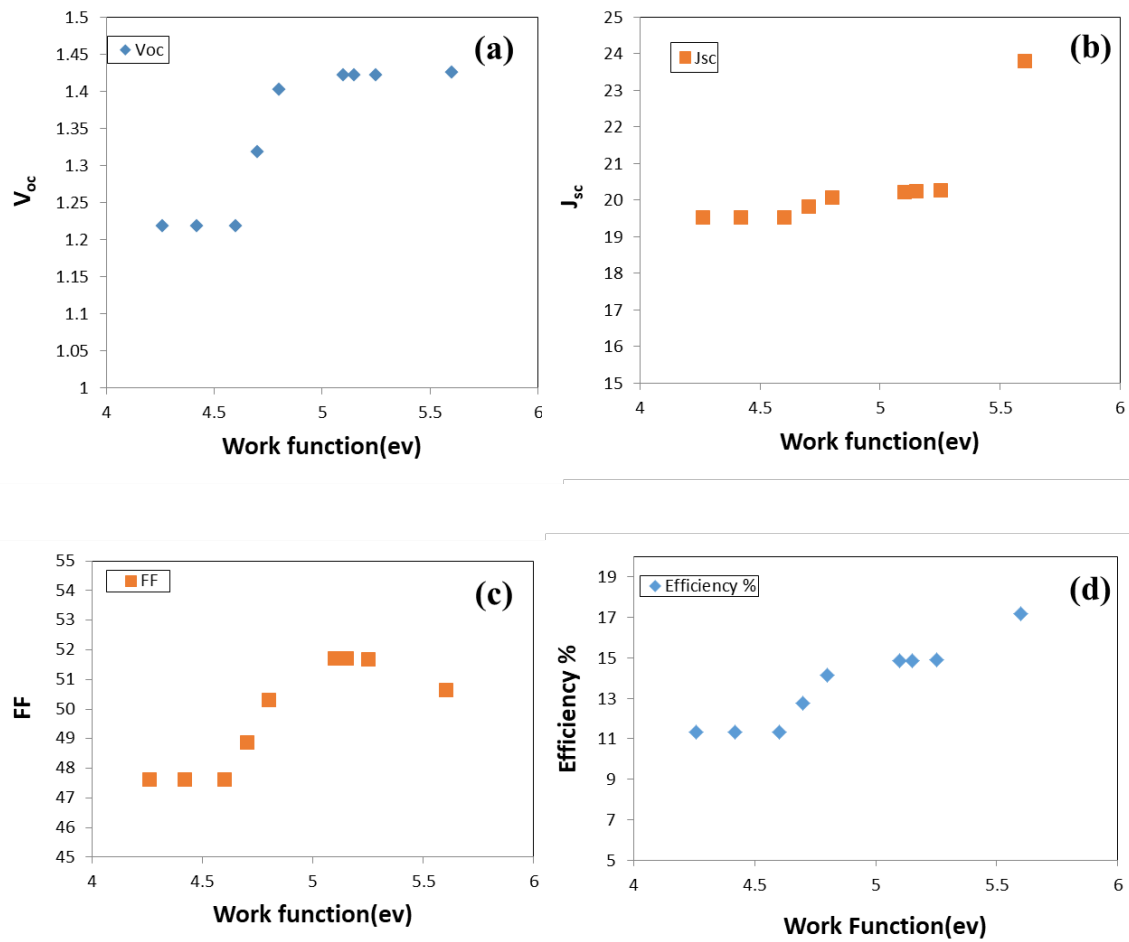 (a)
Voc
1.5
1.45
1.4
1.35
1.3
1.25
1.2
1.15
1.1
1.05
1
V_oc
4 4.5 5 5.5 6
Work function(ev)
(b)
Jsc
25
24
23
22
21
20
19
18
17
16
15
J_sc
4 4.5 5 5.5 6
Work function(ev)
(c)
FF
55
54
53
52
51
50
49
48
47
46
45
FF
4 4.5 5 5.5 6
Work function(ev)
(d)
Efficiency %
19
17
15
13
11
9
7
5
Efficiency %
4 4.5 5 5.5 6
Work Function(ev)